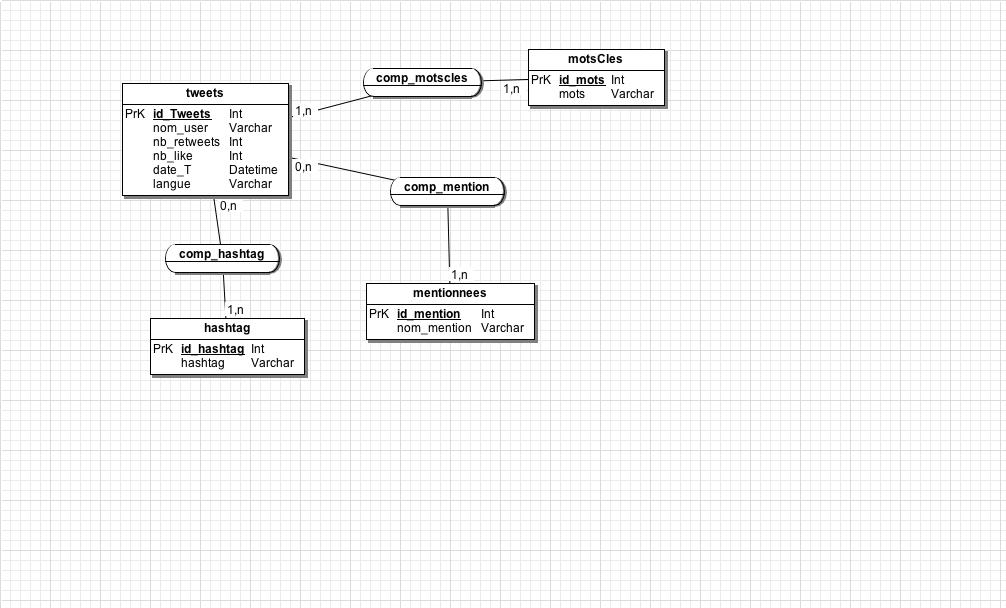 tweets
PrK id_Tweets Int
nom_user Varchar
nb_retweets Int
nb_like Int
date_T Datetime
langue Varchar
1,n
comp_motscles
1,n
motsCles
PrK id_mots Int
mots Varchar
0,n
comp_mention
1,n
mentionnees
PrK id_mention Int
nom_mention Varchar
0,n
comp_hashtag
1,n
hashtag
PrK id_hashtag Int
hashtag Varchar